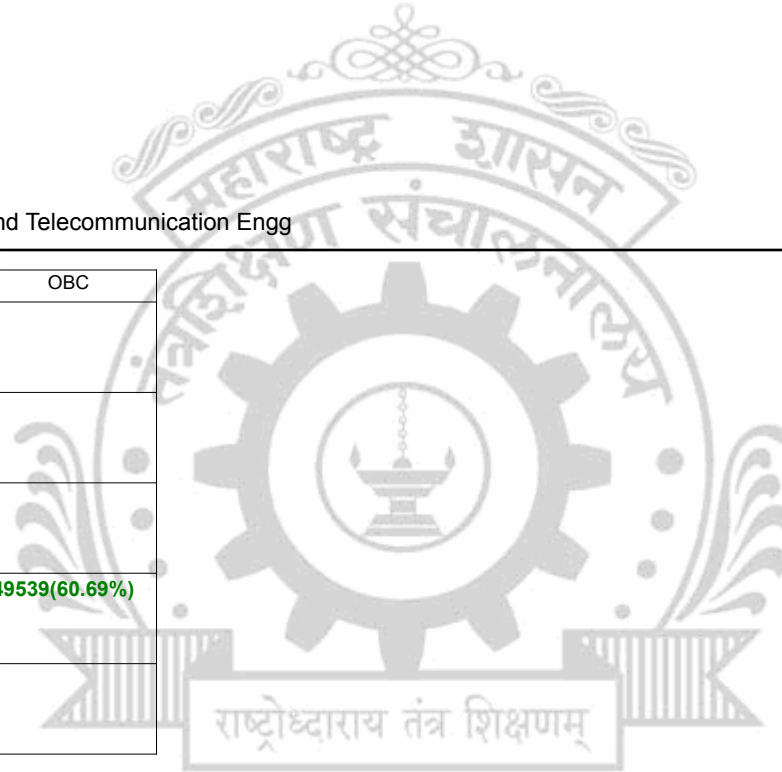 महाराष्ट्र शासन
तंत्रशिक्षण संचालनालय
nd Telecommunication Engg
OBC
49539(60.69%)
राष्ट्रोध्दाराय तंत्र शिक्षणम्